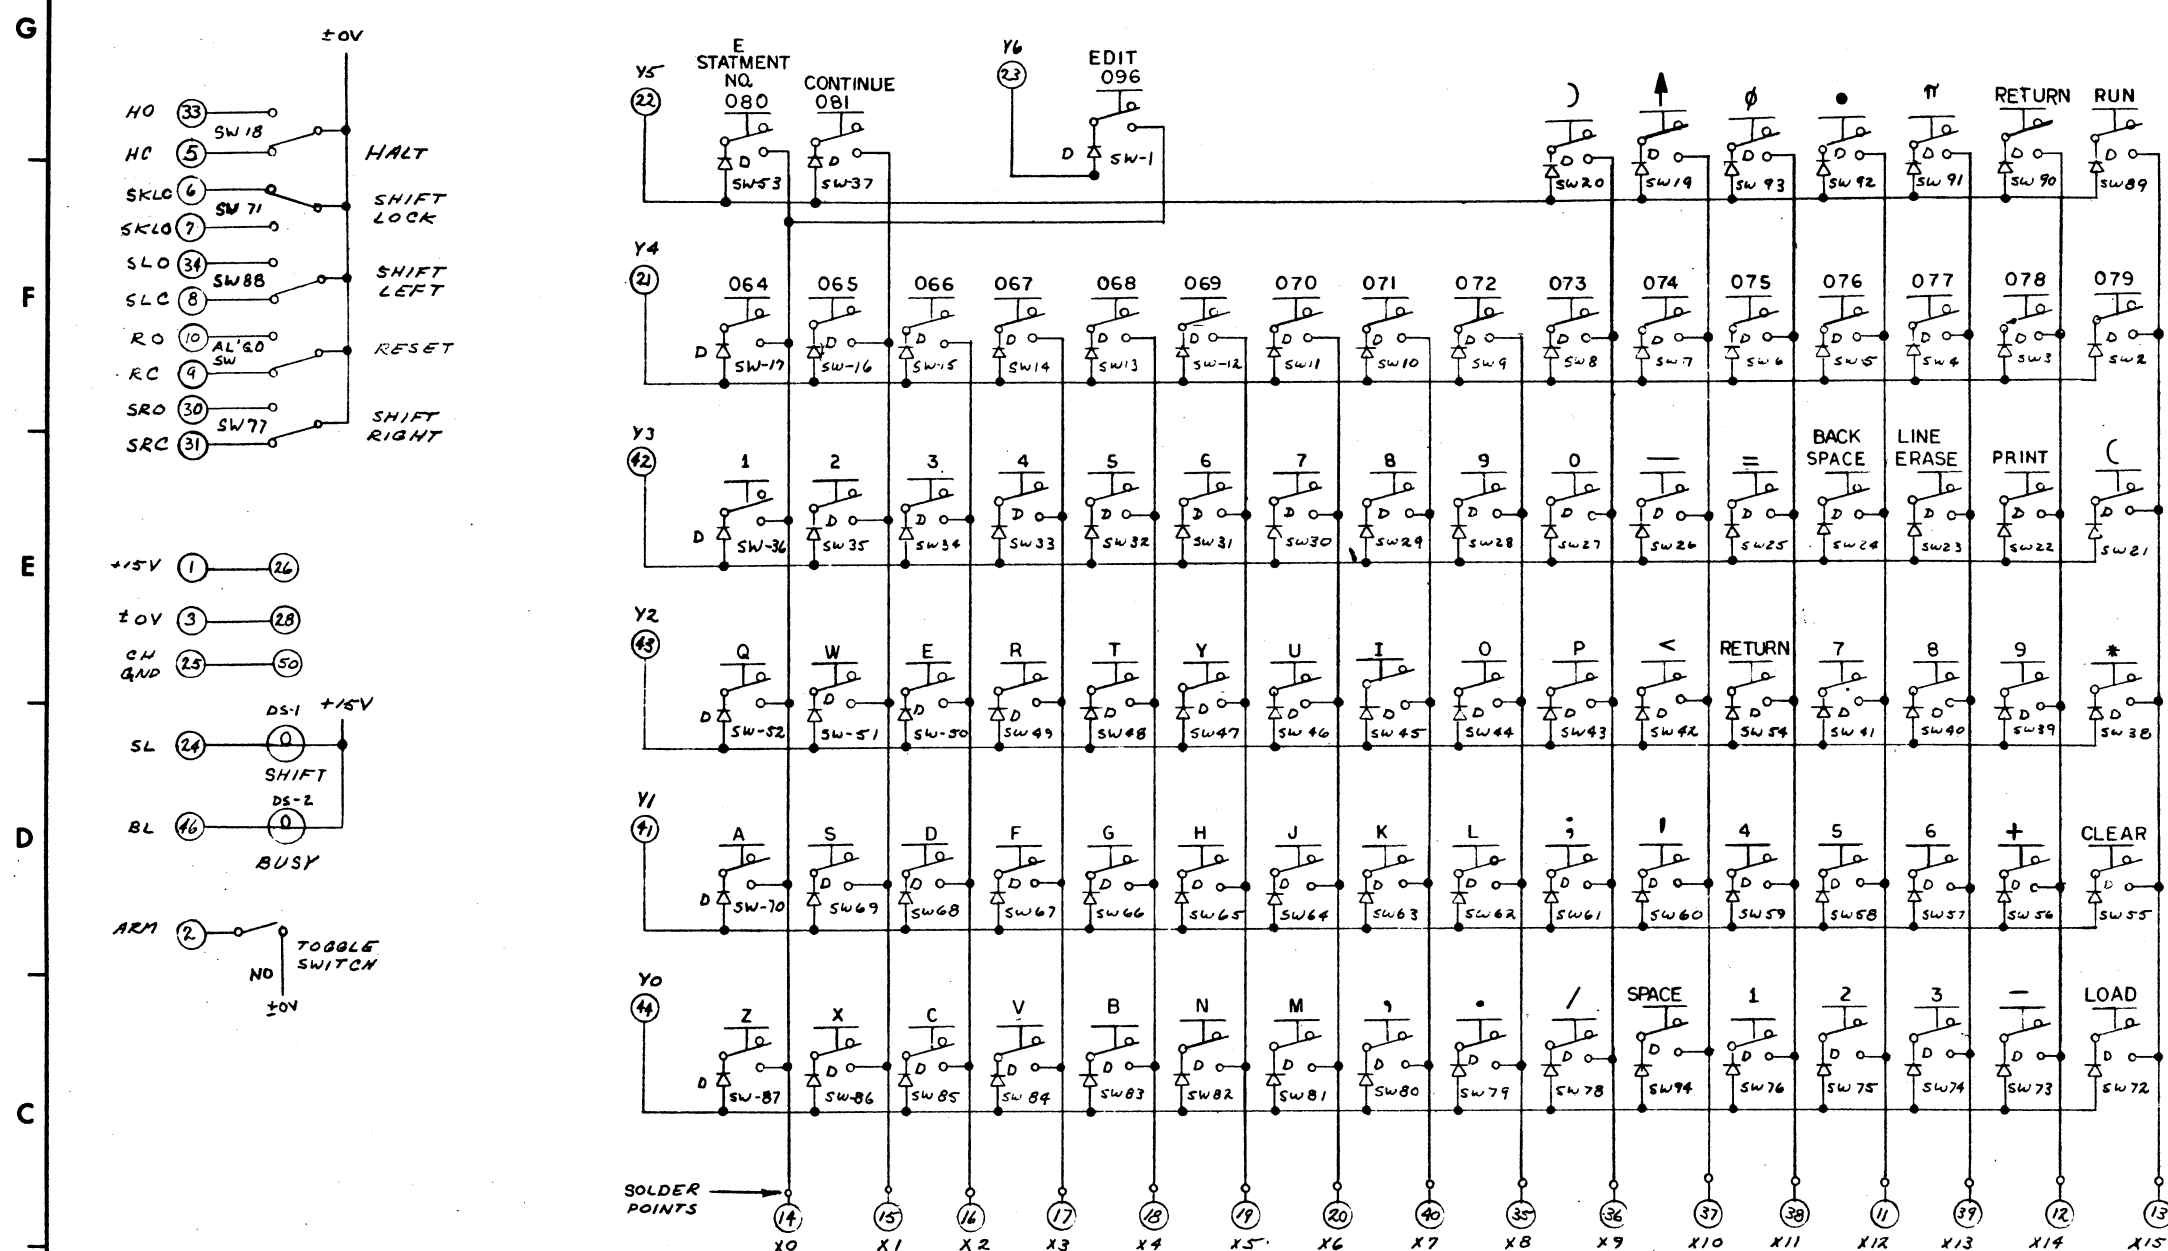 G
F
E
D
C
±0V
HO 33
SW 18
HC 5
HALT
SKLC 6
SW 71
SHIFT
LOCK
SKLO 7
SLO 34
SW88
SHIFT
LEFT
SLC 8
RO 10
AL'GO
SW
RESET
RC 9
SRO 30
SW77
SHIFT
RIGHT
SRC 31
+15V 1 26
±0V 3 28
CH
GND 25 50
DS-1 +15V
SL 24
SHIFT
DS-2
BL 46
BUSY
ARM 2
TOGGLE
SWITCH
NO
±0V
Y5
22
E
STATMENT
NO.
080
CONTINUE
081
Y6
23
EDIT
096
) φ • π RETURN RUN
D SW-1
D D D D D D D D D
SW53 SW-37 SW20 SW19 SW 93 SW 92 SW 91 SW 90 SW89
Y4
21
064 065 066 067 068 069 070 071 072 073 074 075 076 077 078 079
D D D D D D D D D D D D D D D D
SW-17 SW-16 SW-15 SW14 SW13 SW-12 SW11 SW10 SW9 SW8 SW7 SW6 SW5 SW4 SW3 SW2
Y3
42
1 2 3 4 5 6 7 8 9 0 — = BACK
SPACE LINE
ERASE PRINT (
D D D D D D D D D D D D D D D D
SW-36 SW35 SW34 SW33 SW32 SW31 SW30 SW29 SW28 SW27 SW26 SW25 SW24 SW23 SW22 SW21
Y2
43
Q W E R T Y U I O P < RETURN 7 8 9 *
D D D D D D D D D D D D D D D D
SW-52 SW-51 SW-50 SW49 SW48 SW47 SW46 SW45 SW44 SW43 SW42 SW54 SW41 SW40 SW39 SW38
Y1
41
A S D F G H J K L ; ' 4 5 6 + CLEAR
D D D D D D D D D D D D D D D D
SW-70 SW69 SW68 SW67 SW66 SW65 SW64 SW63 SW62 SW61 SW60 SW59 SW58 SW57 SW56 SW55
Y0
44
Z X C V B N M , . / SPACE 1 2 3 — LOAD
D D D D D D D D D D D D D D D D
SW-87 SW-86 SW85 SW84 SW83 SW82 SW81 SW80 SW79 SW78 SW94 SW76 SW75 SW74 SW73 SW72
SOLDER
POINTS
14 15 16 17 18 19 20 40 35 36 37 38 11 39 12 13
X0 X1 X2 X3 X4 X5 X6 X7 X8 X9 X10 X11 X12 X13 X14 X15